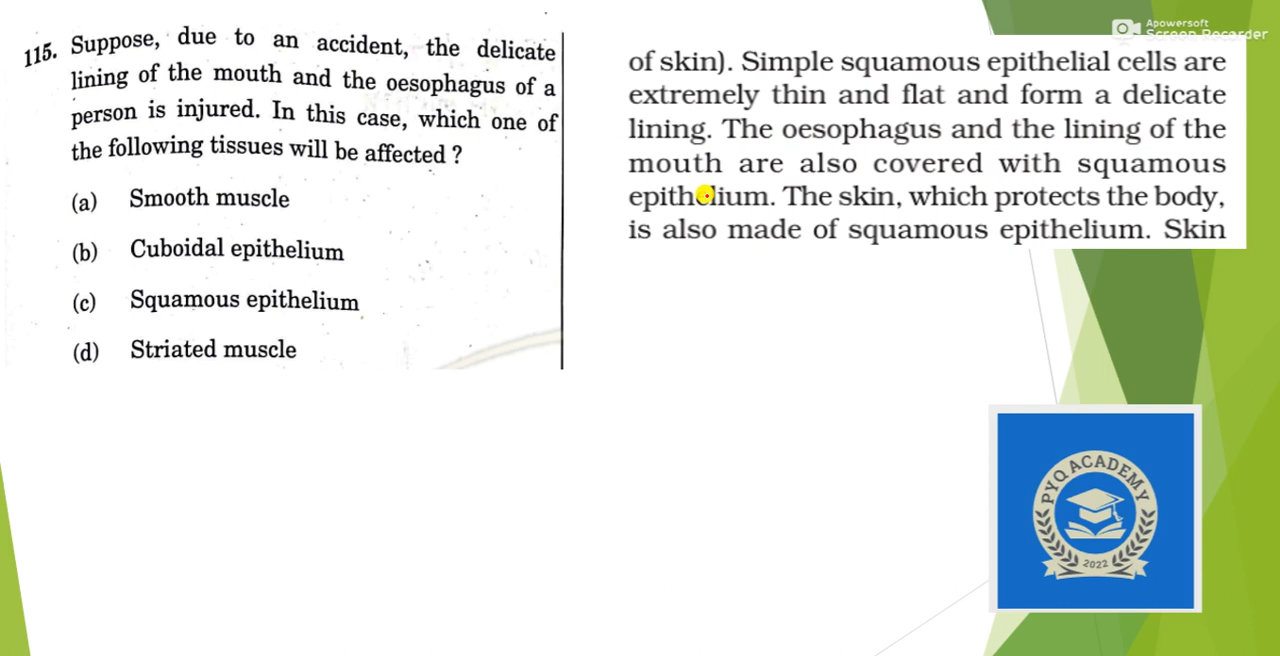 115. Suppose, due to an accident, the delicate
lining of the mouth and the oesophagus of a
person is injured. In this case, which one of
the following tissues will be affected ?
(a) Smooth muscle
(b) Cuboidal epithelium
(c) Squamous epithelium
(d) Striated muscle
Apowersoft
Screen Recorder
of skin). Simple squamous epithelial cells are
extremely thin and flat and form a delicate
lining. The oesophagus and the lining of the
mouth are also covered with squamous
epithelium. The skin, which protects the body,
is also made of squamous epithelium. Skin
PYQ ACADEMY
2022